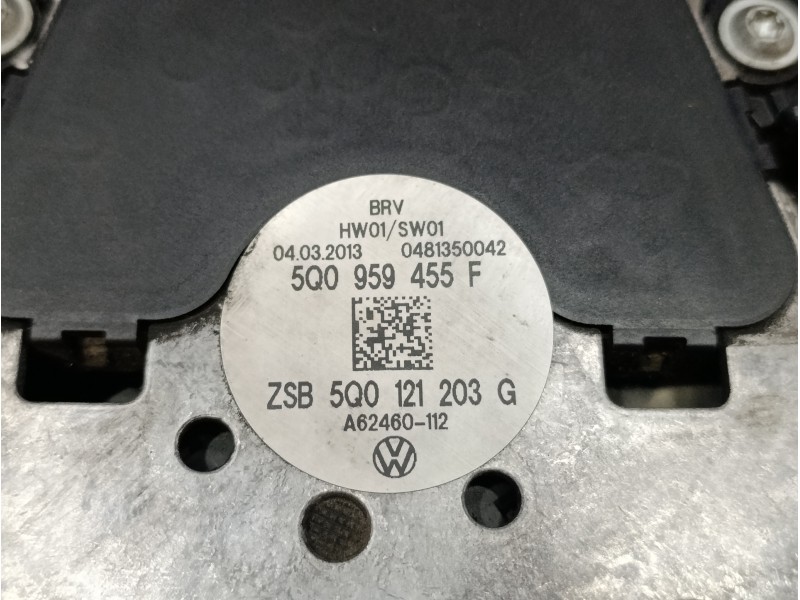 BRV
HW01/SW01
04.03.2013 0481350042
5Q0 959 455 F
ZSB 5Q0 121 203 G
A62460-112